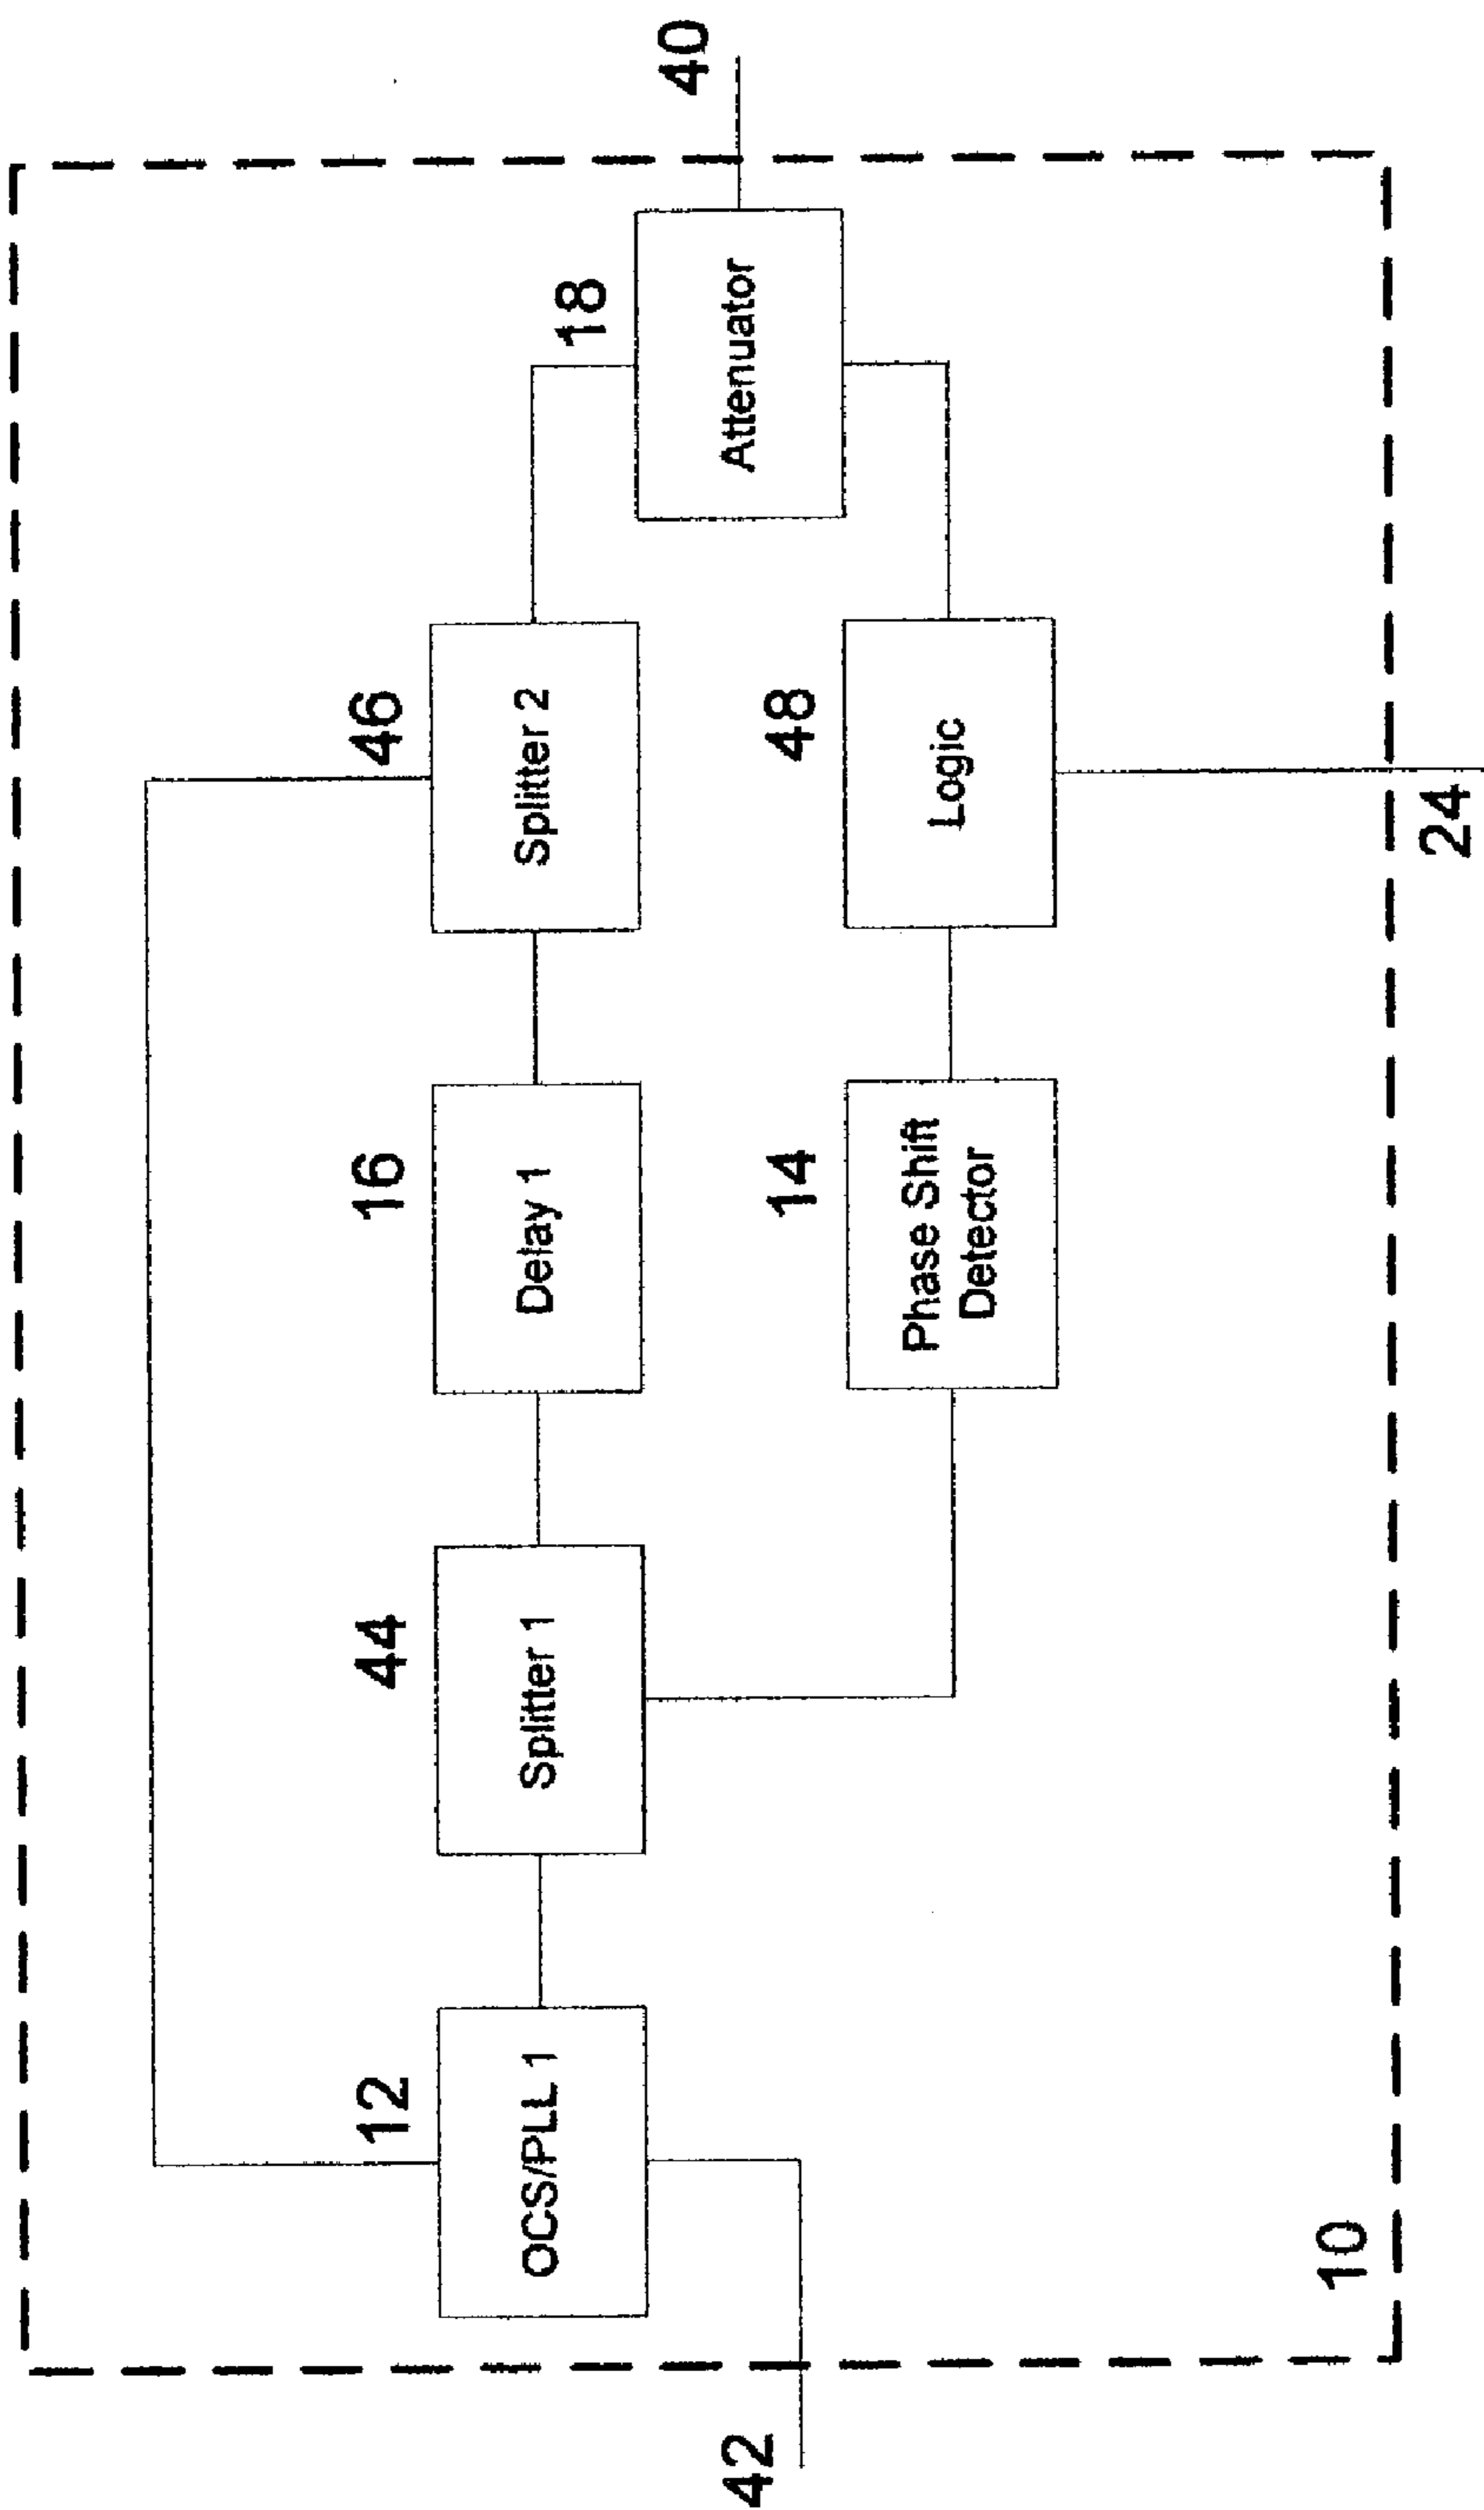 12
OCS/PLL 1
44
Splitter 1
16
Delay 1
46
Splitter 2
18
Attenuator
40
42
14
Phase Shift
Detector
48
Logic
10
24